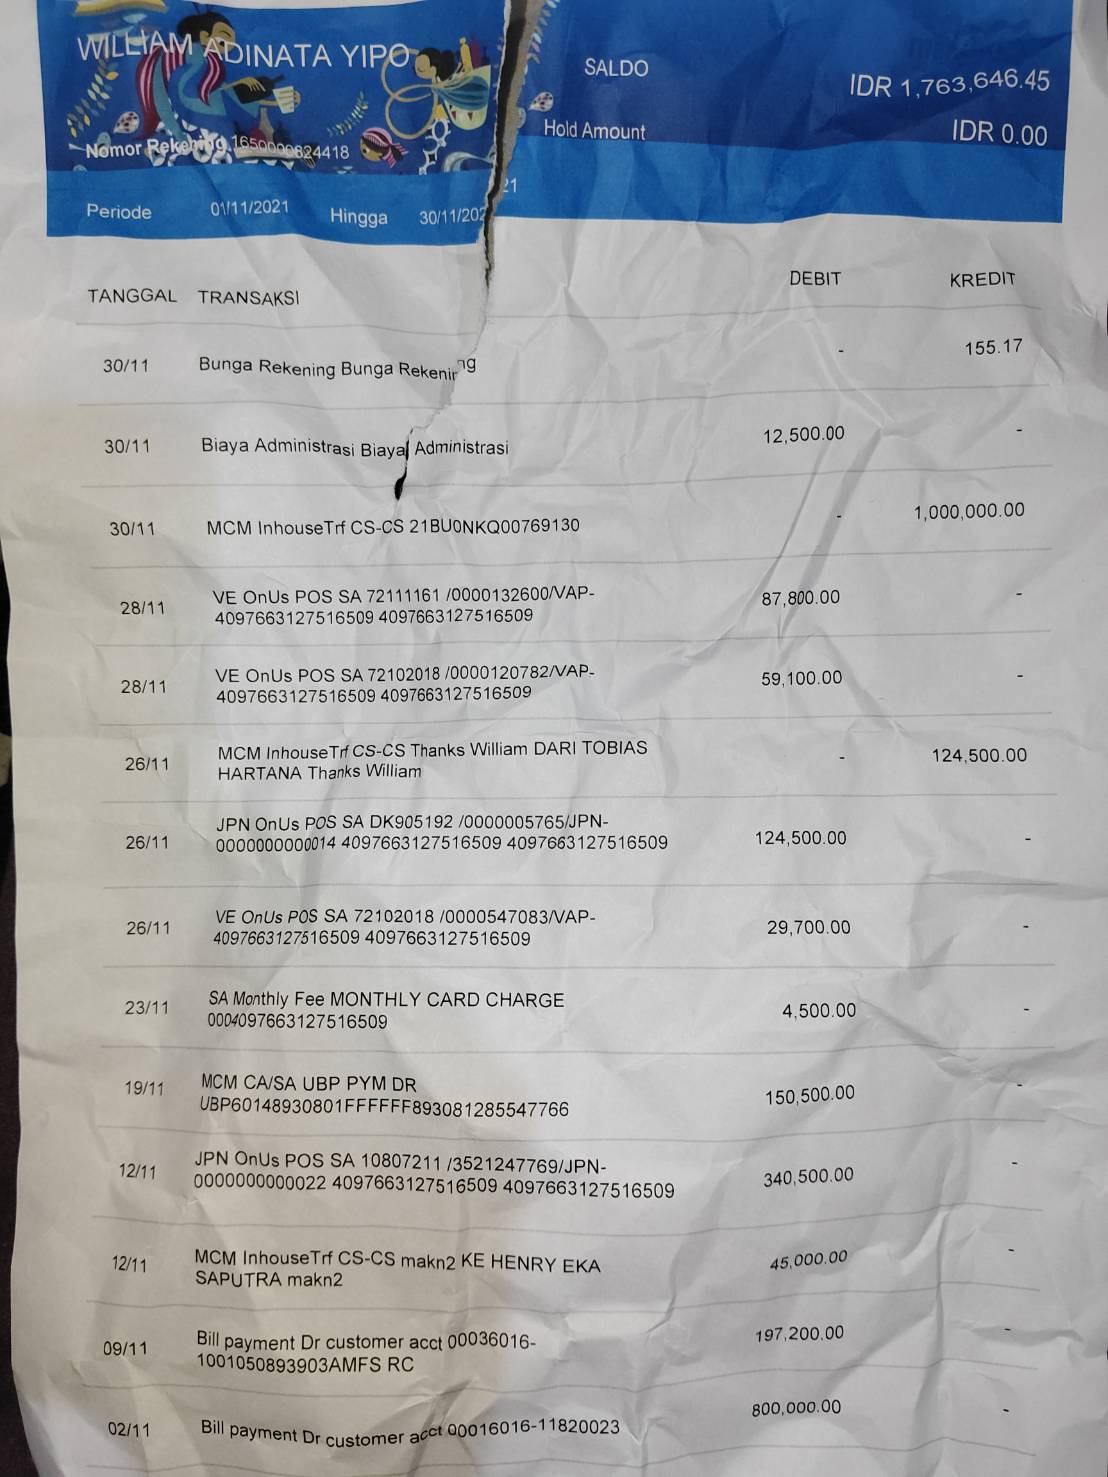 WILLIAM ADINATA YIPO
SALDO
IDR 1,763,646.45
Hold Amount
IDR 0.00
Nomor Rekening 1650000824418
Periode 01/11/2021 Hingga 30/11/2021
TANGGAL TRANSAKSI DEBIT KREDIT
30/11 Bunga Rekening Bunga Rekening - 155.17
30/11 Biaya Administrasi Biaya Administrasi 12,500.00 -
30/11 MCM InhouseTrf CS-CS 21BU0NKQ00769130 - 1,000,000.00
28/11 VE OnUs POS SA 72111161 /0000132600/VAP-
4097663127516509 4097663127516509 87,800.00 -
28/11 VE OnUs POS SA 72102018 /0000120782/VAP-
4097663127516509 4097663127516509 59,100.00 -
26/11 MCM InhouseTrf CS-CS Thanks William DARI TOBIAS
HARTANA Thanks William - 124,500.00
26/11 JPN OnUs POS SA DK905192 /0000005765/JPN-
0000000000014 4097663127516509 4097663127516509 124,500.00 -
26/11 VE OnUs POS SA 72102018 /0000547083/VAP-
4097663127516509 4097663127516509 29,700.00 -
23/11 SA Monthly Fee MONTHLY CARD CHARGE
0004097663127516509 4,500.00 -
19/11 MCM CA/SA UBP PYM DR
UBP60148930801FFFFFF893081285547766 150,500.00 -
12/11 JPN OnUs POS SA 10807211 /3521247769/JPN-
0000000000022 4097663127516509 4097663127516509 340,500.00 -
12/11 MCM InhouseTrf CS-CS makn2 KE HENRY EKA
SAPUTRA makn2 45,000.00 -
09/11 Bill payment Dr customer acct 00036016-
1001050893903AMFS RC 197,200.00 -
02/11 Bill payment Dr customer acct 00016016-11820023 800,000.00 -